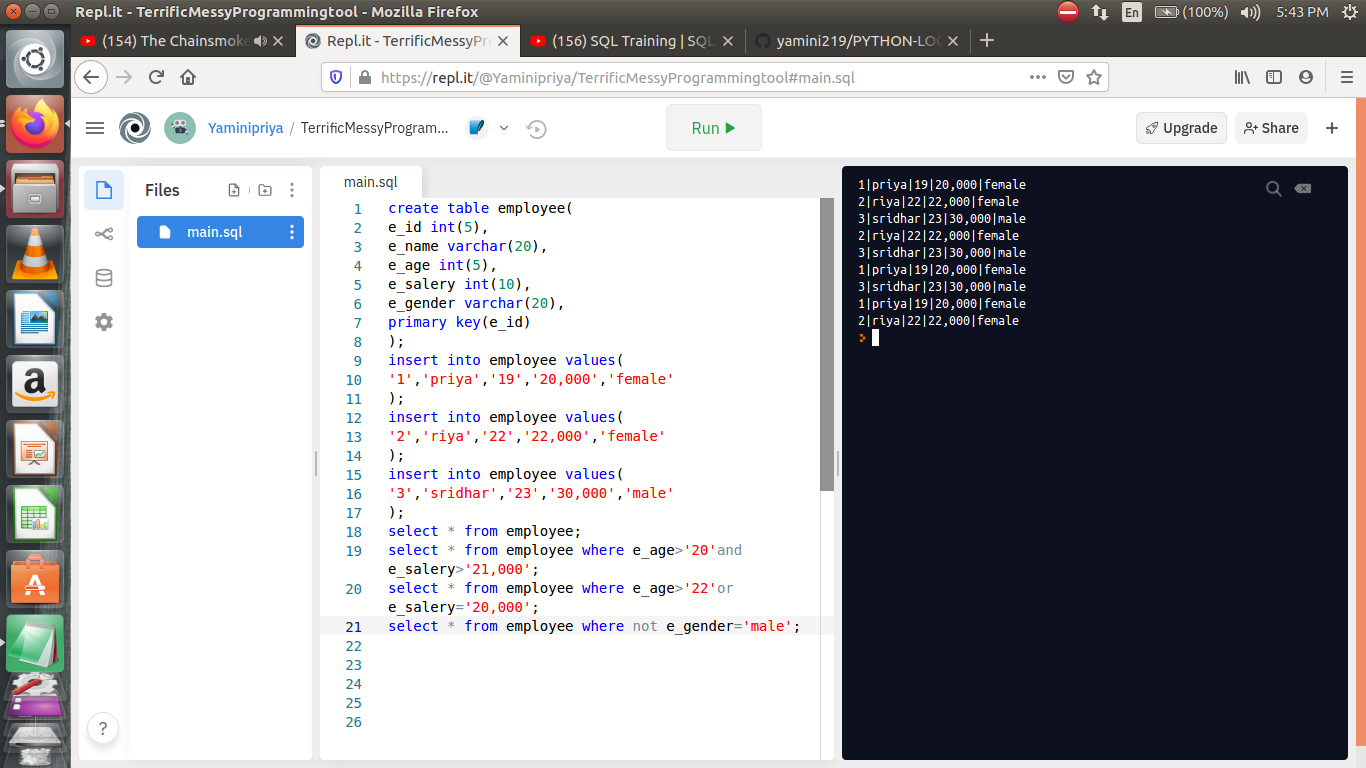 Repl.it - TerrificMessyProgrammingtool - Mozilla Firefox
En (100%) 5:43 PM
(154) The Chainsmoke
Repl.it - TerrificMessyPro
(156) SQL Training | SQL
yamini219/PYTHON-LOO
https://repl.it/@Yaminipriya/TerrificMessyProgrammingtool#main.sql
Yaminipriya / TerrificMessyProgram...
Run
Upgrade
Share
Files
main.sql
main.sql
1 create table employee(
2 e_id int(5),
3 e_name varchar(20),
4 e_age int(5),
5 e_salery int(10),
6 e_gender varchar(20),
7 primary key(e_id)
8 );
9 insert into employee values(
10 '1','priya','19','20,000','female'
11 );
12 insert into employee values(
13 '2','riya','22','22,000','female'
14 );
15 insert into employee values(
16 '3','sridhar','23','30,000','male'
17 );
18 select * from employee;
19 select * from employee where e_age>'20'and
e_salery>'21,000';
20 select * from employee where e_age>'22'or
e_salery='20,000';
21 select * from employee where not e_gender='male';
22
23
24
25
26
1|priya|19|20,000|female
2|riya|22|22,000|female
3|sridhar|23|30,000|male
2|riya|22|22,000|female
3|sridhar|23|30,000|male
1|priya|19|20,000|female
3|sridhar|23|30,000|male
1|priya|19|20,000|female
2|riya|22|22,000|female
?